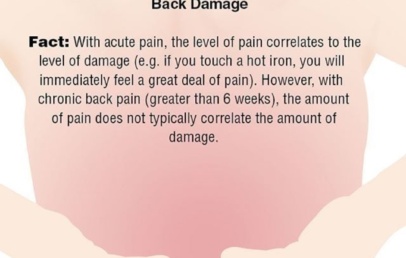 Back Damage
Fact: With acute pain, the level of pain correlates to the
level of damage (e.g. if you touch a hot iron, you will
immediately feel a great deal of pain). However, with
chronic back pain (greater than 6 weeks), the amount
of pain does not typically correlate the amount of
damage.